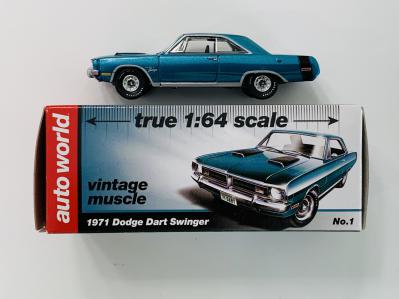 auto world
true 1:64 scale
vintage
muscle
1971 Dodge Dart Swinger
No.1